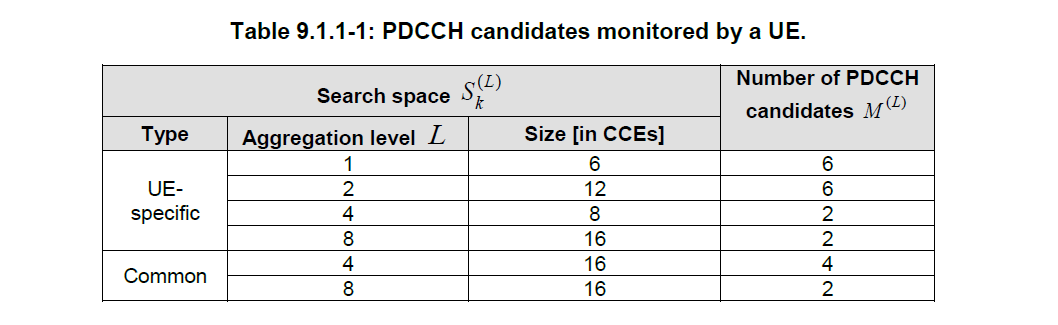 Table 9.1.1-1: PDCCH candidates monitored by a UE.
Search space $S_k^{(L)}$ Number of PDCCH candidates $M^{(L)}$
Type Aggregation level $L$ Size [in CCEs]
UE-specific 1 6 6
2 12 6
4 8 2
8 16 2
Common 4 16 4
8 16 2